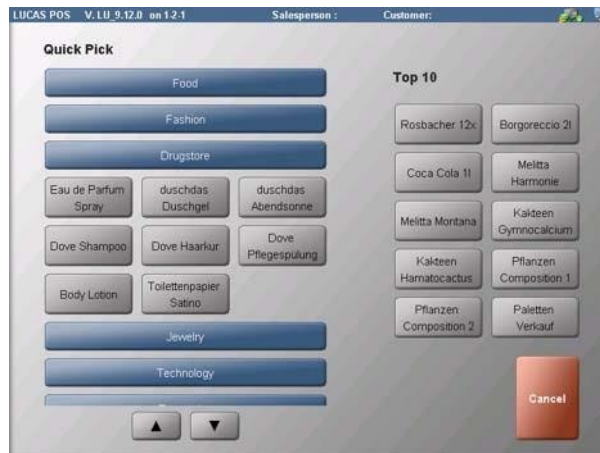 LUCAS POS V. LU_9.12.0 on 1-2-1 Salesperson : Customer:
Quick Pick
Food
Fashion
Drugstore
Eau de Parfum
Spray
duschdas
Duschgel
duschdas
Abendsonne
Dove Shampoo
Dove Haarkur
Dove
Pflegespülung
Body Lotion
Toilettenpapier
Satino
Jewelry
Technology
Top 10
Rosbacher 12x
Borgoreccio 2l
Coca Cola 1l
Melitta
Harmonie
Melitta Montana
Kakteen
Gymnocalcium
Kakteen
Hamatocactus
Pflanzen
Composition 1
Pflanzen
Composition 2
Paletten
Verkauf
Cancel